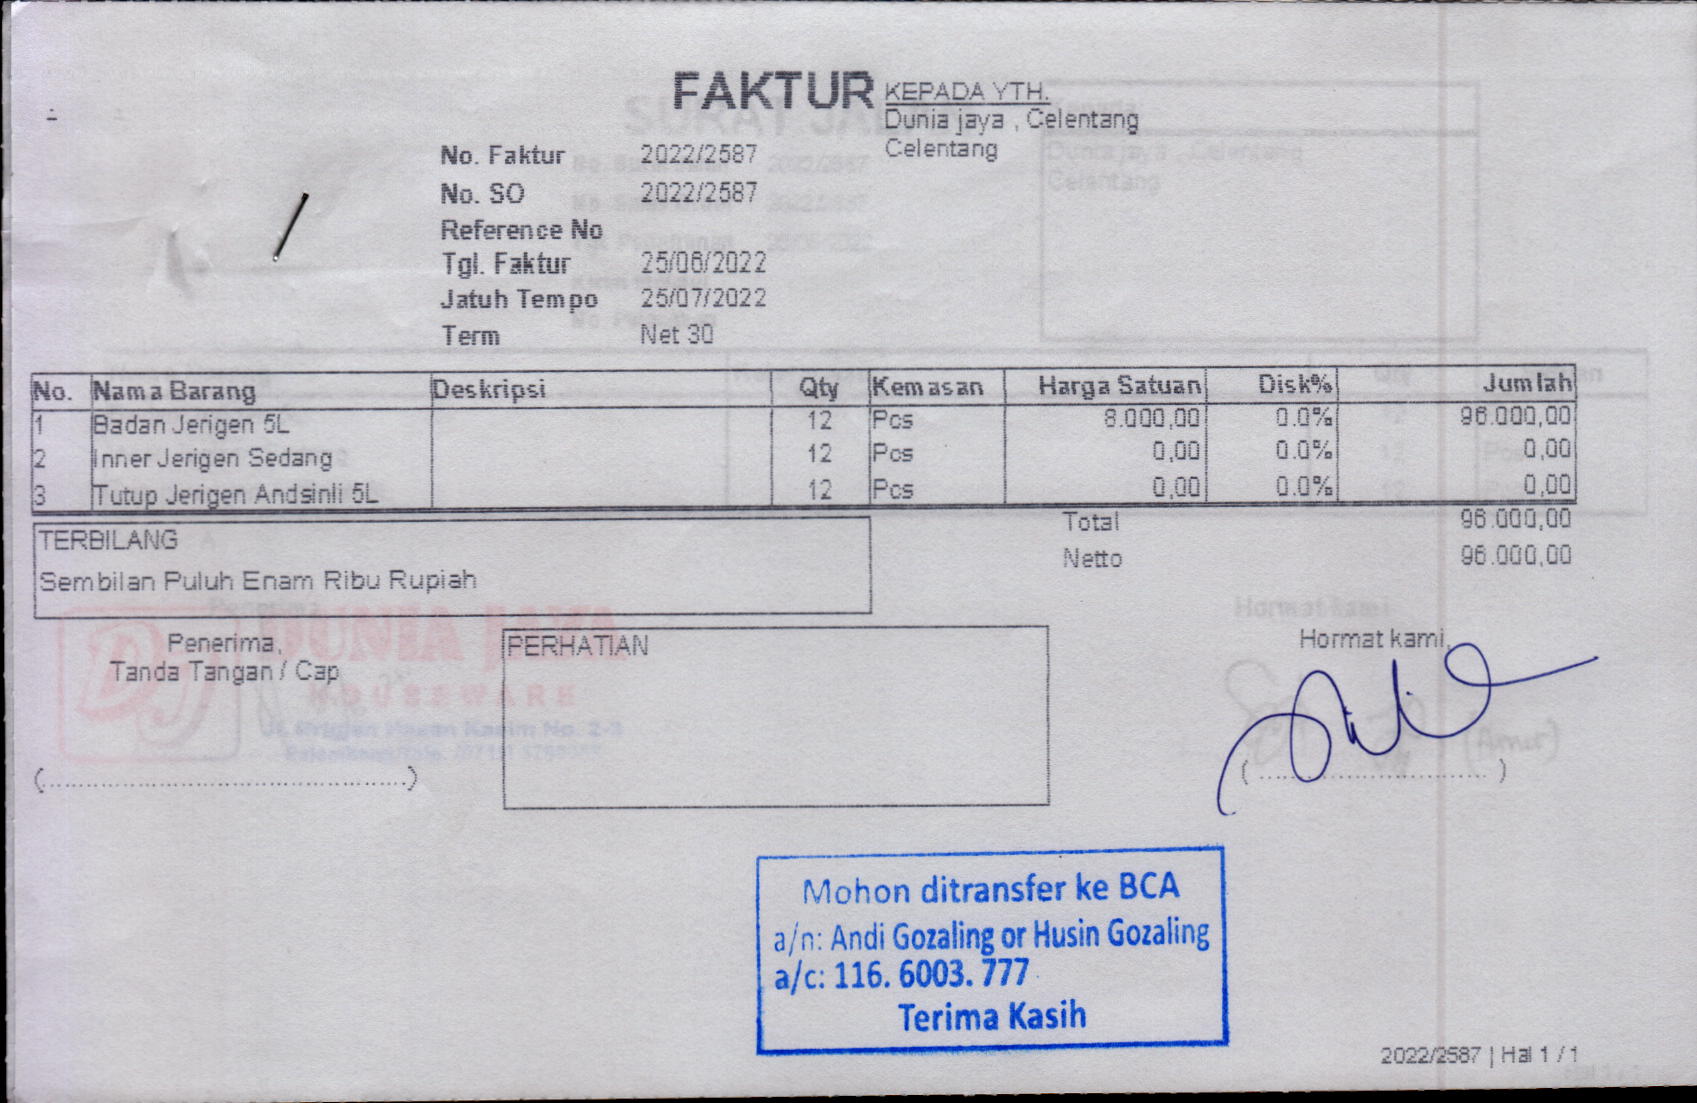 FAKTUR
KEPADA YTH.
Dunia jaya , Celentang
Celentang
No. Faktur 2022/2587
No. SO 2022/2587
Reference No
Tgl. Faktur 25/06/2022
Jatuh Tempo 25/07/2022
Term Net 30
No. Nama Barang Deskripsi Qty Kemasan Harga Satuan Disk% Jumlah
1 Badan Jerigen 5L 12 Pcs 8.000,00 0.0% 96.000,00
2 Inner Jerigen Sedang 12 Pcs 0,00 0.0% 0,00
3 Tutup Jerigen Andsinli 5L 12 Pcs 0,00 0.0% 0,00
Total 96.000,00
Netto 96.000,00
TERBILANG
Sembilan Puluh Enam Ribu Rupiah
Penerima,
Tanda Tangan / Cap
PERHATIAN
Hormat kami,
DUNIA JAYA
HOUSEWARE
(..............................................)
( .............................. )
Mohon ditransfer ke BCA
a/n: Andi Gozaling or Husin Gozaling
a/c: 116. 6003. 777
Terima Kasih
2022/2587 | Hal 1 / 1